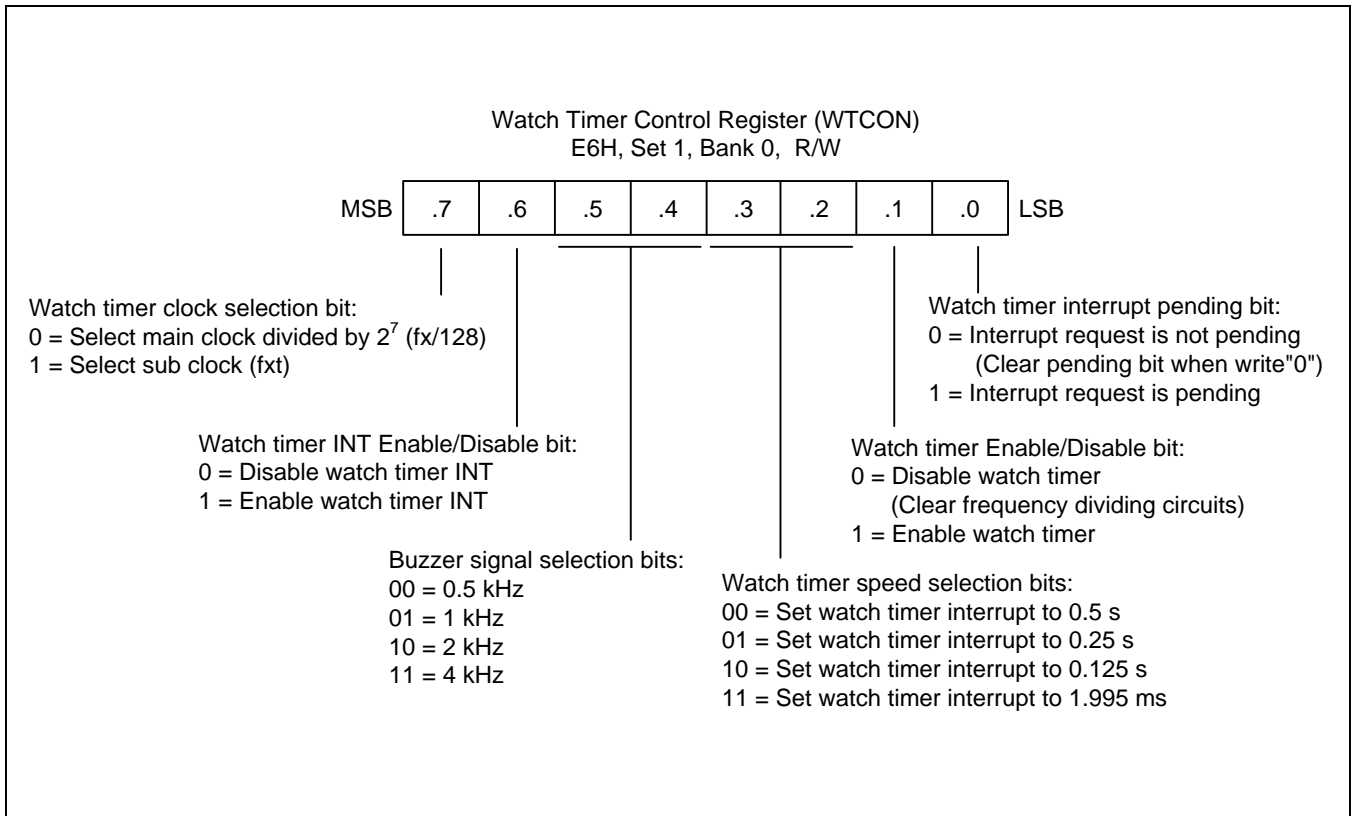 Watch Timer Control Register (WTCON)
E6H, Set 1, Bank 0, R/W
MSB .7 .6 .5 .4 .3 .2 .1 .0 LSB
Watch timer clock selection bit:
0 = Select main clock divided by 2^7 (fx/128)
1 = Select sub clock (fxt)
Watch timer interrupt pending bit:
0 = Interrupt request is not pending
(Clear pending bit when write"0")
1 = Interrupt request is pending
Watch timer INT Enable/Disable bit:
0 = Disable watch timer INT
1 = Enable watch timer INT
Watch timer Enable/Disable bit:
0 = Disable watch timer
(Clear frequency dividing circuits)
1 = Enable watch timer
Buzzer signal selection bits:
00 = 0.5 kHz
01 = 1 kHz
10 = 2 kHz
11 = 4 kHz
Watch timer speed selection bits:
00 = Set watch timer interrupt to 0.5 s
01 = Set watch timer interrupt to 0.25 s
10 = Set watch timer interrupt to 0.125 s
11 = Set watch timer interrupt to 1.995 ms